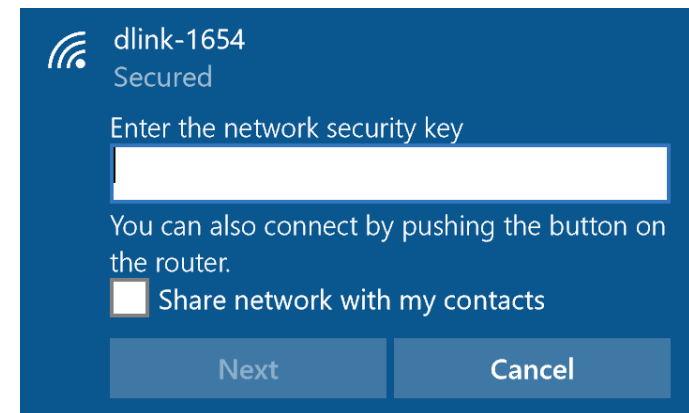 dlink-1654
Secured
Enter the network security key
You can also connect by pushing the button on
the router.
Share network with my contacts
Next
Cancel